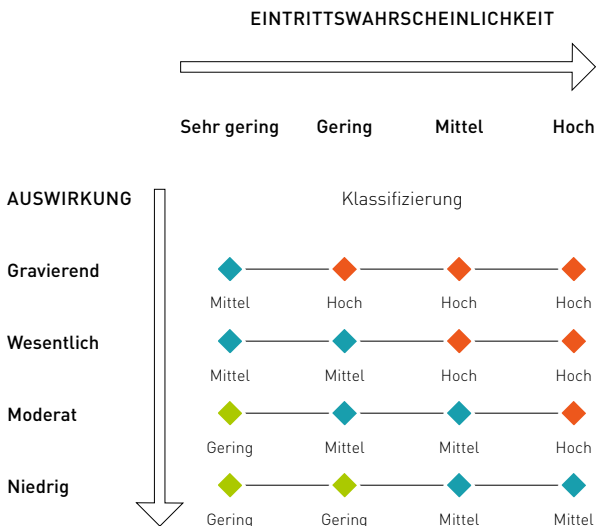 EINTRITTSWAHRSCHEINLICHKEIT
Sehr gering Gering Mittel Hoch
AUSWIRKUNG Klassifizierung
Gravierend
Mittel Hoch Hoch Hoch
Wesentlich
Mittel Mittel Hoch Hoch
Moderat
Gering Mittel Mittel Hoch
Niedrig
Gering Gering Mittel Mittel